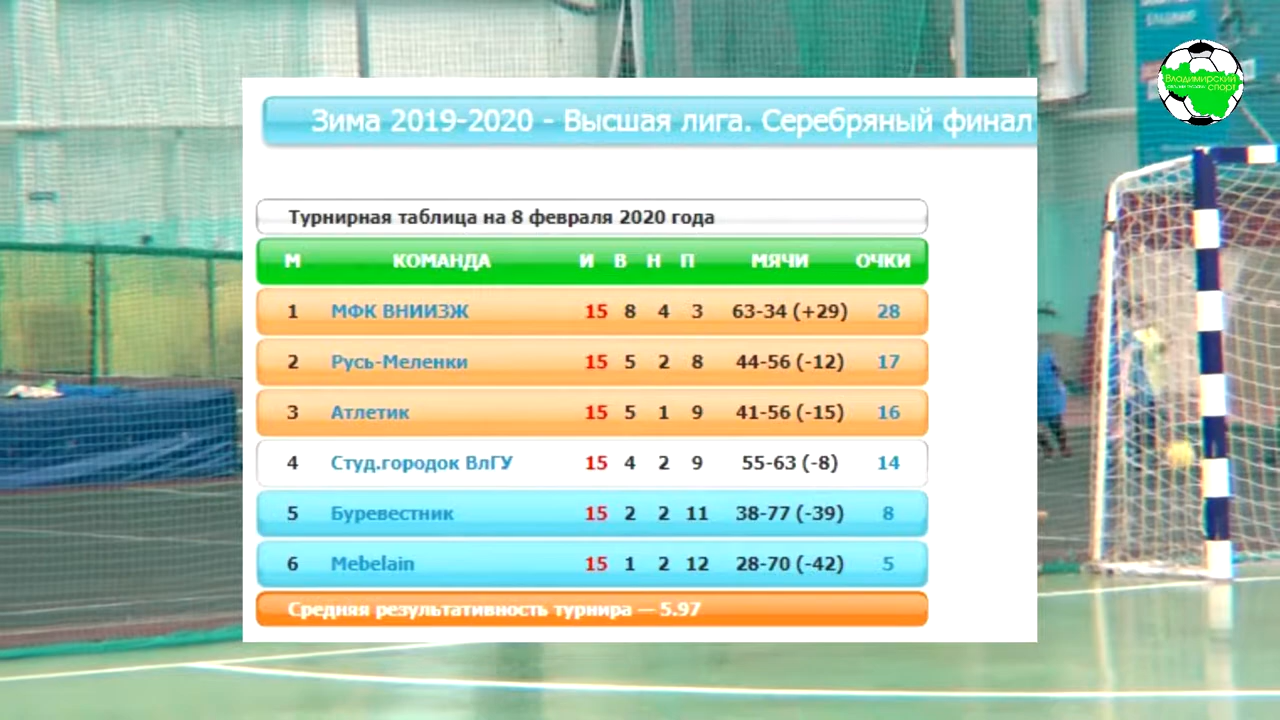 Владимирский
спорт
Зима 2019-2020 - Высшая лига. Серебряный финал
Турнирная таблица на 8 февраля 2020 года
М КОМАНДА И В Н П МЯЧИ ОЧКИ
1 МФК ВНИИЗЖ 15 8 4 3 63-34 (+29) 28
2 Русь-Меленки 15 5 2 8 44-56 (-12) 17
3 Атлетик 15 5 1 9 41-56 (-15) 16
4 Студ.городок ВлГУ 15 4 2 9 55-63 (-8) 14
5 Буревестник 15 2 2 11 38-77 (-39) 8
6 Mebelain 15 1 2 12 28-70 (-42) 5
Средняя результативность турнира — 5.97